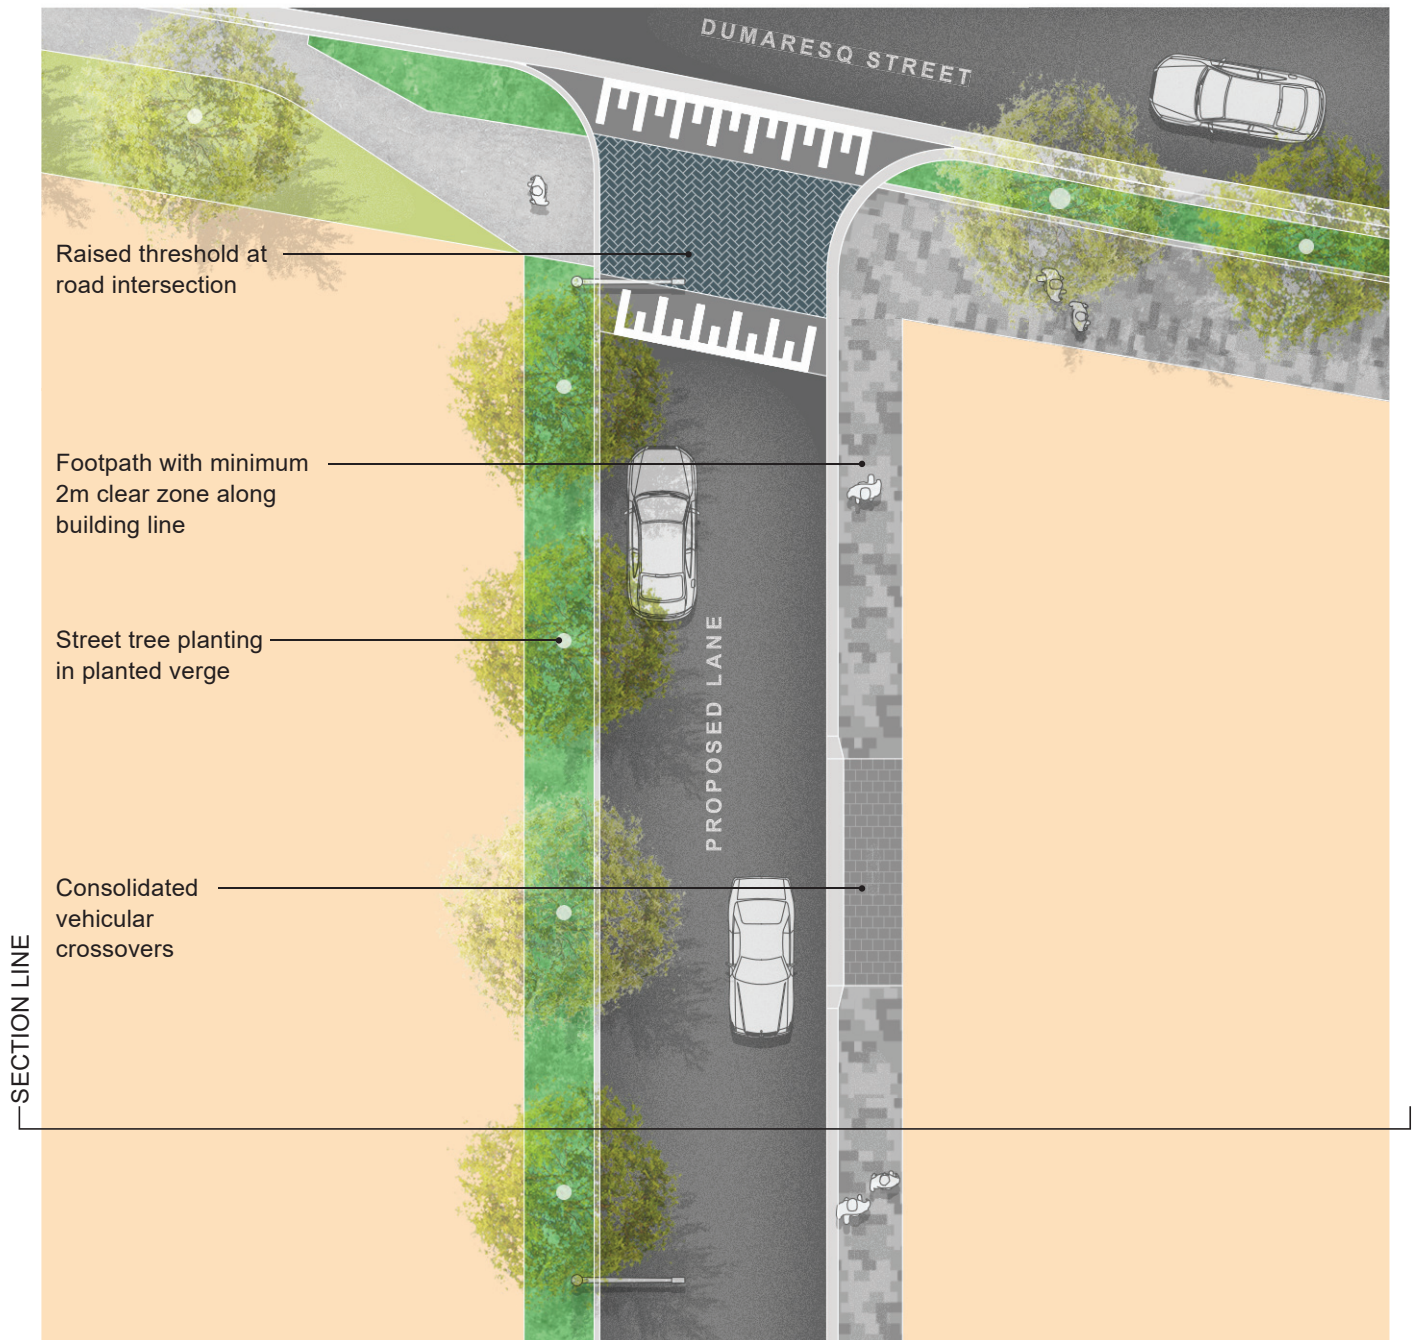 DUMARESQ STREET
Raised threshold at
road intersection
Footpath with minimum
2m clear zone along
building line
Street tree planting
in planted verge
PROPOSED LANE
Consolidated
vehicular
crossovers
SECTION LINE